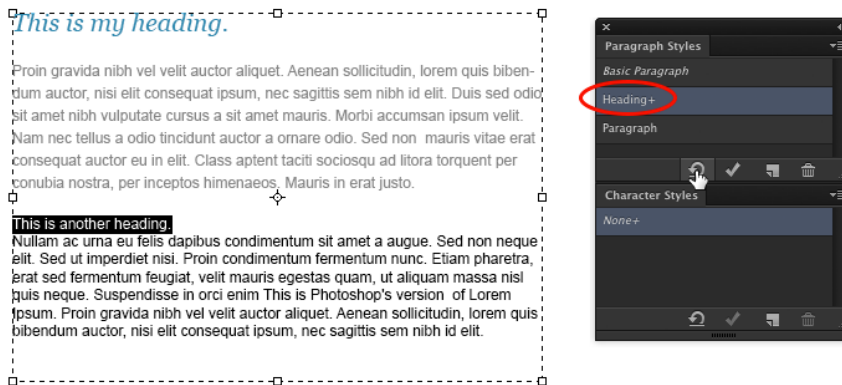 This is my heading.
Proin gravida nibh vel velit auctor aliquet. Aenean sollicitudin, lorem quis biben-
dum auctor, nisi elit consequat ipsum, nec sagittis sem nibh id elit. Duis sed odio
sit amet nibh vulputate cursus a sit amet mauris. Morbi accumsan ipsum velit.
Nam nec tellus a odio tincidunt auctor a ornare odio. Sed non  mauris vitae erat
consequat auctor eu in elit. Class aptent taciti sociosqu ad litora torquent per
conubia nostra, per inceptos himenaeos. Mauris in erat justo.
This is another heading.
Nullam ac urna eu felis dapibus condimentum sit amet a augue. Sed non neque
elit. Sed ut imperdiet nisi. Proin condimentum fermentum nunc. Etiam pharetra,
erat sed fermentum feugiat, velit mauris egestas quam, ut aliquam massa nisl
quis neque. Suspendisse in orci enim This is Photoshop's version  of Lorem
Ipsum. Proin gravida nibh vel velit auctor aliquet. Aenean sollicitudin, lorem quis
bibendum auctor, nisi elit consequat ipsum, nec sagittis sem nibh id elit.
Paragraph Styles
Basic Paragraph
Heading+
Paragraph
Character Styles
None+